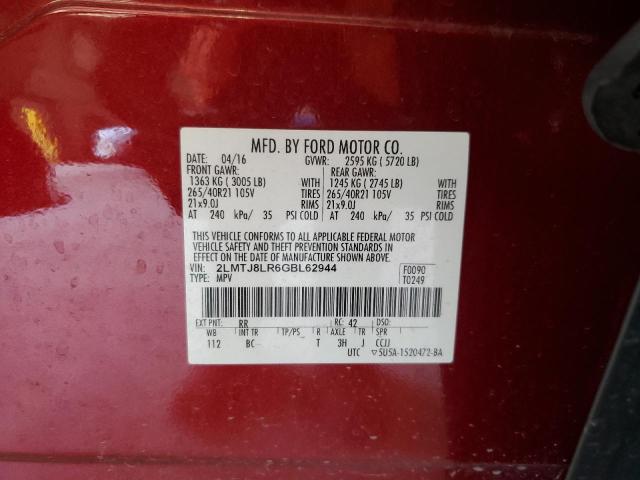 MFD. BY FORD MOTOR CO.
DATE: 04/16 GVWR: 2595 KG ( 5720 LB)
FRONT GAWR: REAR GAWR:
1363 KG ( 3005 LB) WITH 1245 KG ( 2745 LB) WITH
265/40R21 105V TIRES 265/40R21 105V TIRES
21x9.0J RIMS 21x9.0J RIMS
AT 240 kPa/ 35 PSI COLD AT 240 kPa/ 35 PSI COLD
THIS VEHICLE CONFORMS TO ALL APPLICABLE FEDERAL MOTOR
VEHICLE SAFETY AND THEFT PREVENTION STANDARDS IN
EFFECT ON THE DATE OF MANUFACTURE SHOWN ABOVE.
VIN: 2LMTJ8LR6GBL62944 F0090
TYPE: MPV T0249
EXT PNT: RR RC: 42 DSO:
WB INT TR TP/PS R AXLE TR SPR
112 BC T 3H J CCJJ
UTC ▽5U5A-1520472-BA